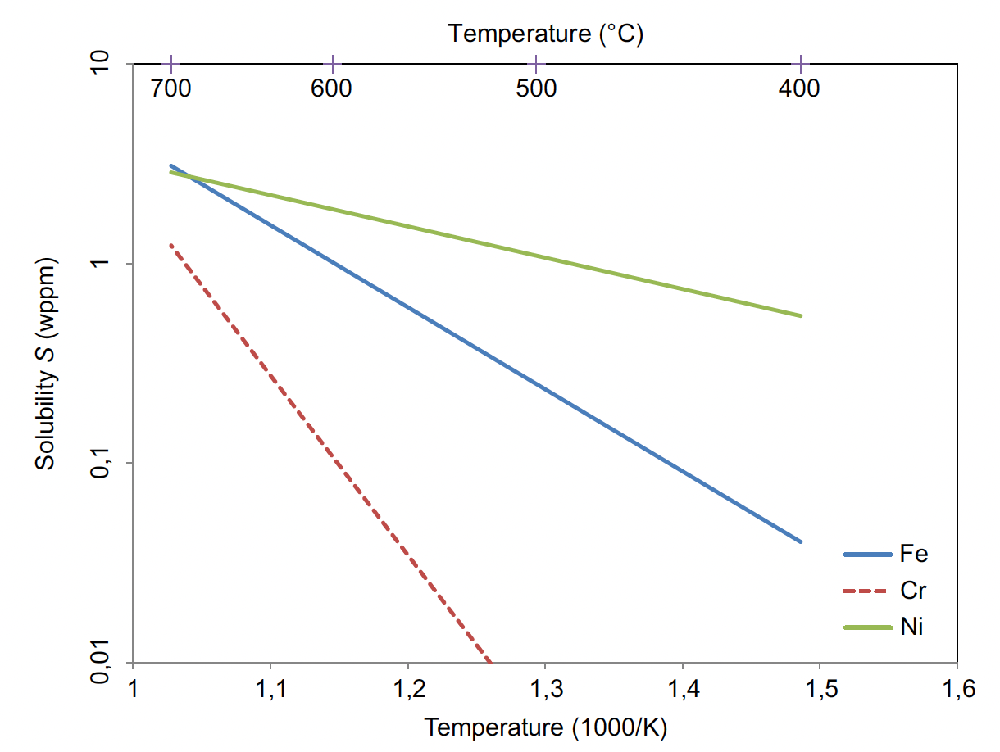 Temperature (°C)
10
700 600 500 400
1
Solubility S (wppm)
0,1
Fe
Cr
Ni
0,01
1 1,1 1,2 1,3 1,4 1,5 1,6
Temperature (1000/K)